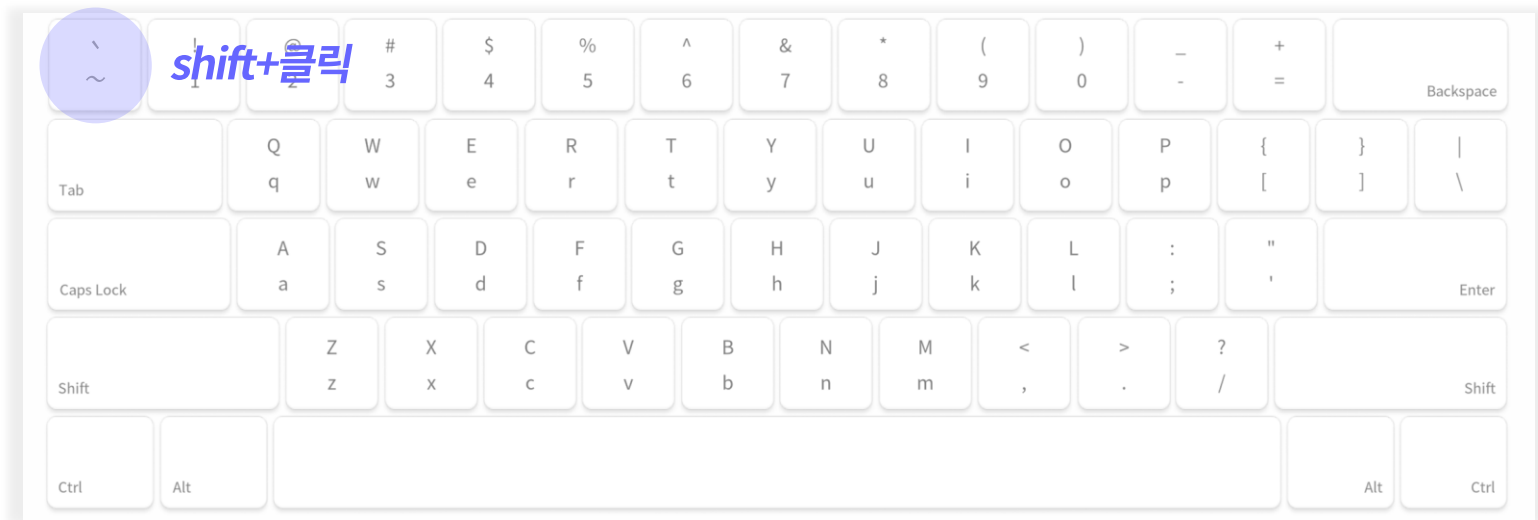 ` ! @ # $ % ^ & * ( ) _ +
shift+클릭
~ 1 2 3 4 5 6 7 8 9 0 - = Backspace
Q W E R T Y U I O P { } |
Tab q w e r t y u i o p [ ] \
A S D F G H J K L : "
Caps Lock a s d f g h j k l ; ' Enter
Z X C V B N M < > ?
Shift z x c v b n m , . / Shift
Ctrl Alt Alt Ctrl